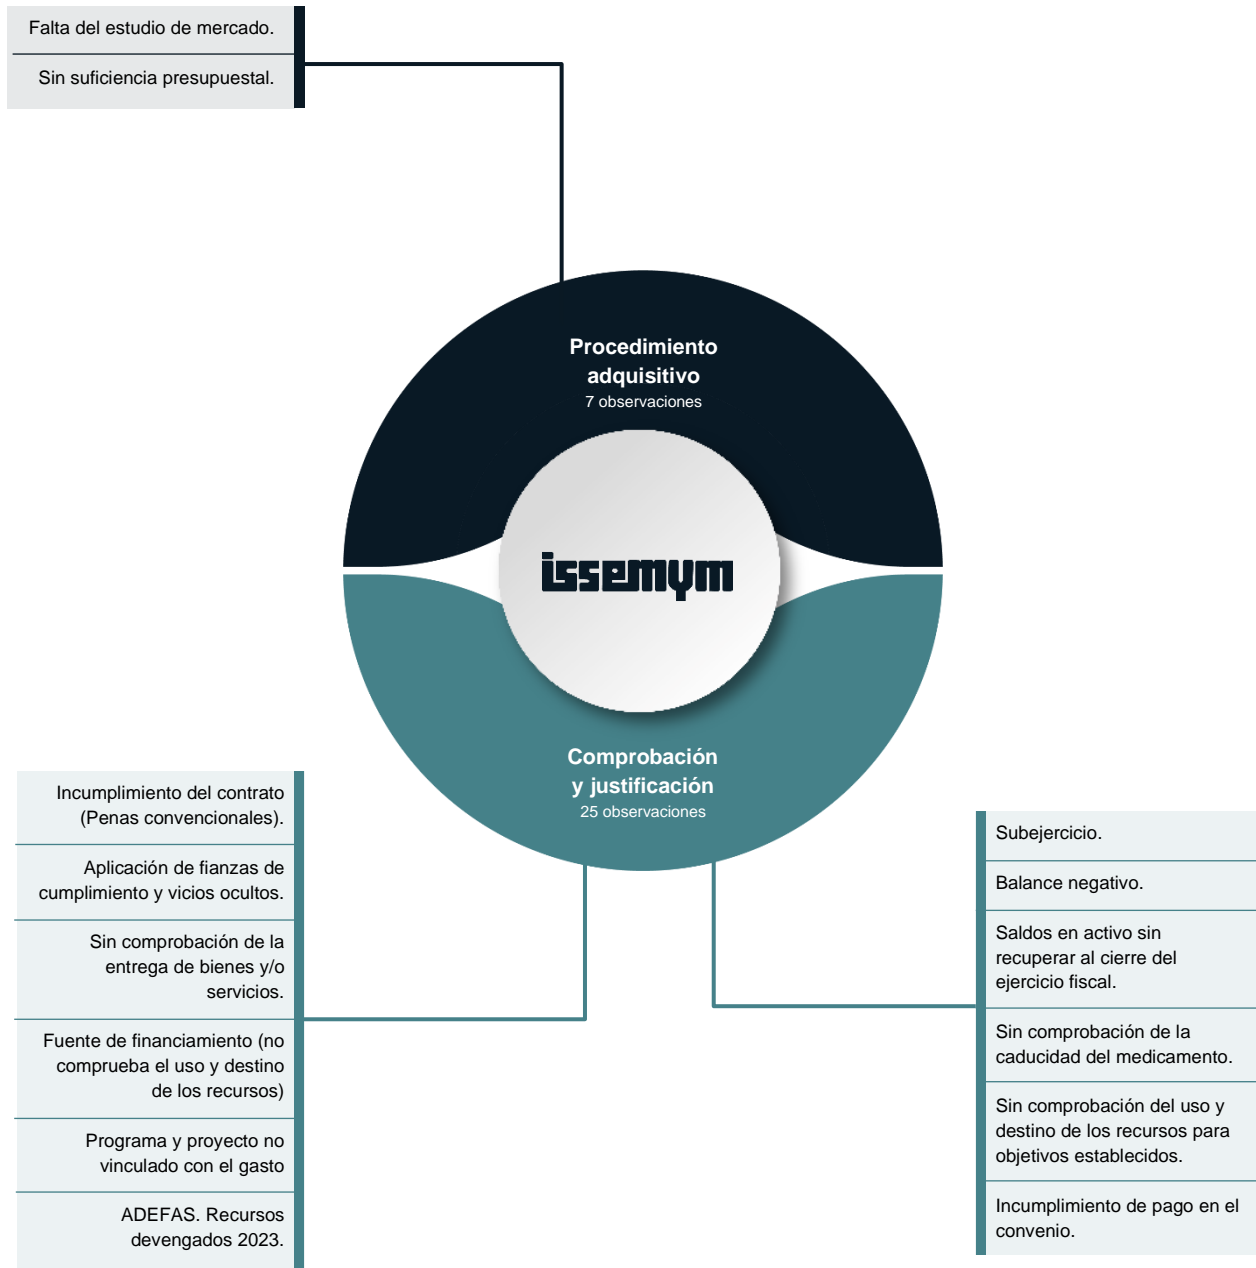 Falta del estudio de mercado.
Sin suficiencia presupuestal.
Procedimiento
adquisitivo
7 observaciones
issemym
Comprobación
y justificación
25 observaciones
Incumplimiento del contrato
(Penas convencionales).
Aplicación de fianzas de
cumplimiento y vicios ocultos.
Sin comprobación de la
entrega de bienes y/o
servicios.
Fuente de financiamiento (no
comprueba el uso y destino
de los recursos)
Programa y proyecto no
vinculado con el gasto
ADEFAS. Recursos
devengados 2023.
Subejercicio.
Balance negativo.
Saldos en activo sin
recuperar al cierre del
ejercicio fiscal.
Sin comprobación de la
caducidad del medicamento.
Sin comprobación del uso y
destino de los recursos para
objetivos establecidos.
Incumplimiento de pago en el
convenio.